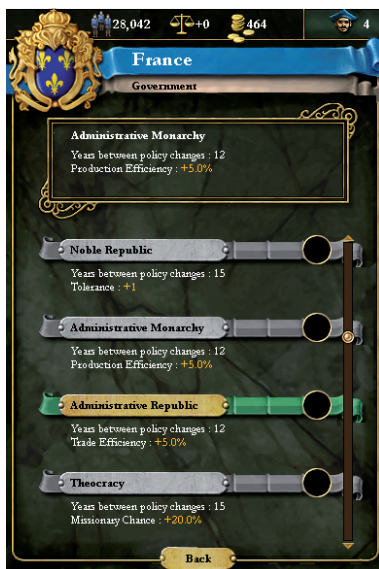 28,042 +0 464 4
France
Government
Administrative Monarchy
Years between policy changes : 12
Production Efficiency : +5.0%
Noble Republic
Years between policy changes : 15
Tolerance : +1
Administrative Monarchy
Years between policy changes : 12
Production Efficiency : +5.0%
Administrative Republic
Years between policy changes : 12
Trade Efficiency : +5.0%
Theocracy
Years between policy changes : 15
Missionary Chance : +20.0%
Back